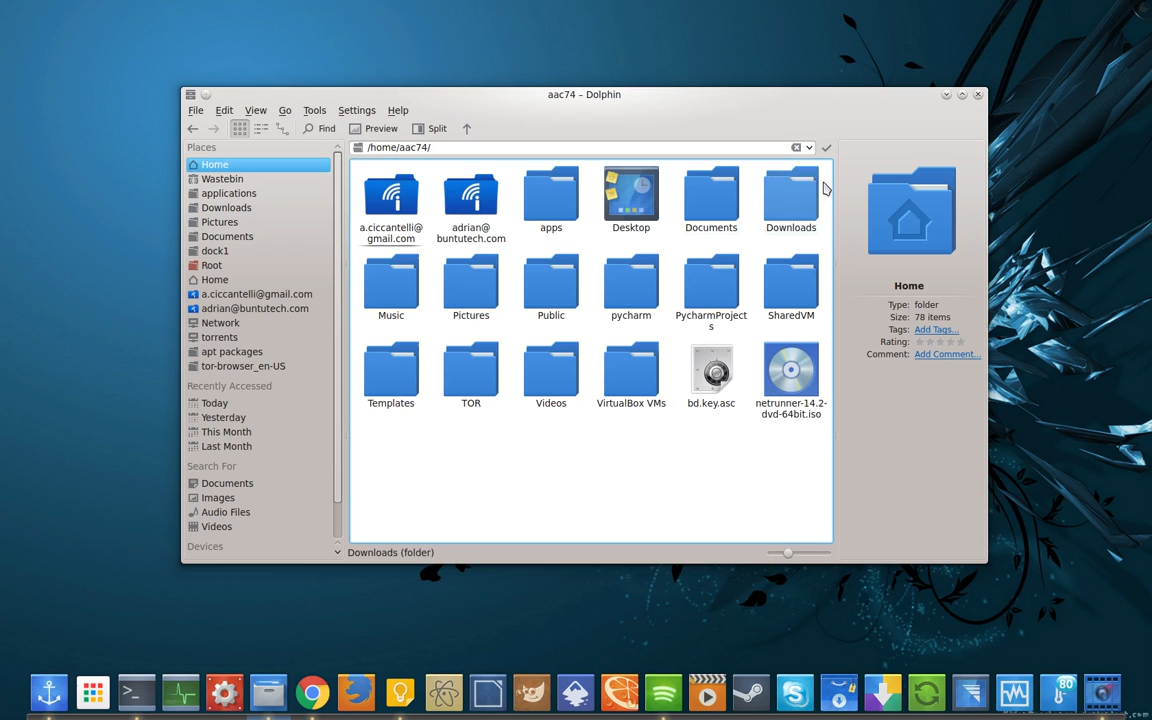 aac74 – Dolphin
File Edit View Go Tools Settings Help
Find Preview Split
Places
/home/aac74/
Home
Wastebin
applications
Downloads
Pictures
Documents
dock1
Root
Home
a.ciccantelli@gmail.com
adrian@buntutech.com
Network
torrents
apt packages
tor-browser_en-US
Recently Accessed
Today
Yesterday
This Month
Last Month
Search For
Documents
Images
Audio Files
Videos
Devices
a.ciccantelli@
gmail.com
adrian@
buntutech.com
apps
Desktop
Documents
Downloads
Music
Pictures
Public
pycharm
PycharmProject
s
SharedVM
Templates
TOR
Videos
VirtualBox VMs
bd.key.asc
netrunner-14.2-
dvd-64bit.iso
Downloads (folder)
Home
Type: folder
Size: 78 items
Tags: Add Tags...
Rating:
Comment: Add Comment...
>_
80